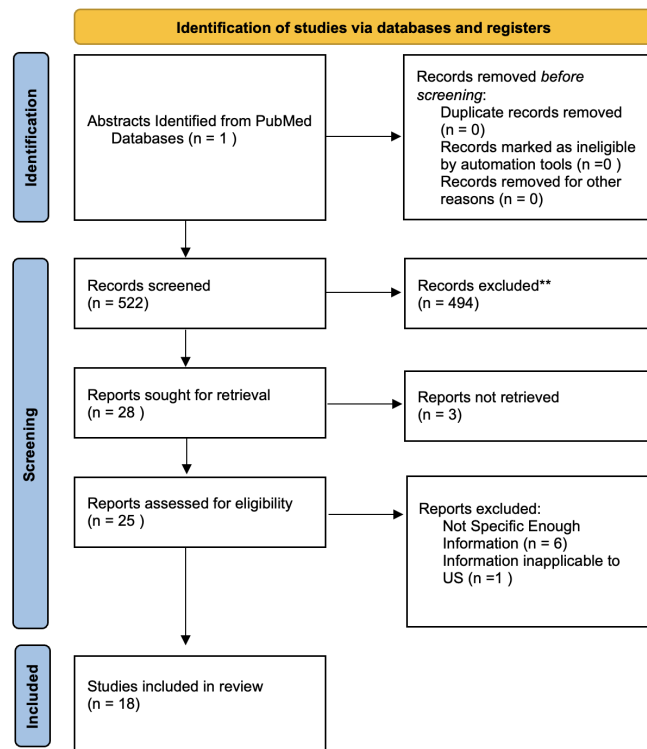 Identification of studies via databases and registers
Identification
Abstracts Identified from PubMed
Databases (n = 1 )
Records removed before
screening:
Duplicate records removed
(n = 0)
Records marked as ineligible
by automation tools (n =0 )
Records removed for other
reasons (n = 0)
Screening
Records screened
(n = 522)
Records excluded**
(n = 494)
Reports sought for retrieval
(n = 28 )
Reports not retrieved
(n = 3)
Reports assessed for eligibility
(n = 25 )
Reports excluded:
Not Specific Enough
Information (n = 6)
Information inapplicable to
US (n =1 )
Included
Studies included in review
(n = 18)